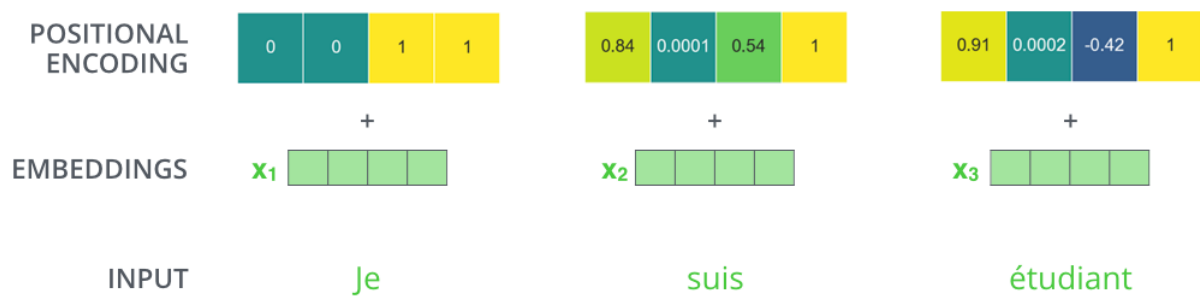 POSITIONAL
ENCODING
0 0 1 1
0.84 0.0001 0.54 1
0.91 0.0002 -0.42 1
+ + +
EMBEDDINGS
x1 x2 x3
INPUT
Je suis étudiant